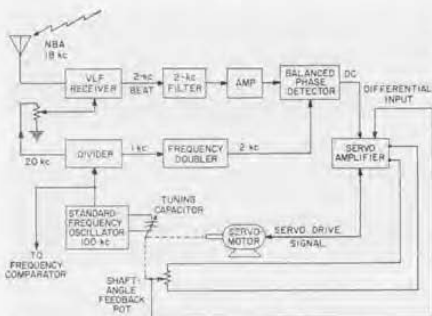 NBA
18 kc
VLF
RECEIVER
2-kc
BEAT
2-kc
FILTER
AMP
BALANCED
PHASE
DETECTOR
DC
DIFFERENTIAL
INPUT
SERVO
AMPLIFIER
20 kc
DIVIDER
1 kc
FREQUENCY
DOUBLER
2 kc
TUNING
CAPACITOR
STANDARD-
FREQUENCY
OSCILLATOR
100 kc
SERVO
MOTOR
SERVO DRIVE
SIGNAL
TO
FREQUENCY
COMPARATOR
SHAFT-
ANGLE
FEEDBACK
POT